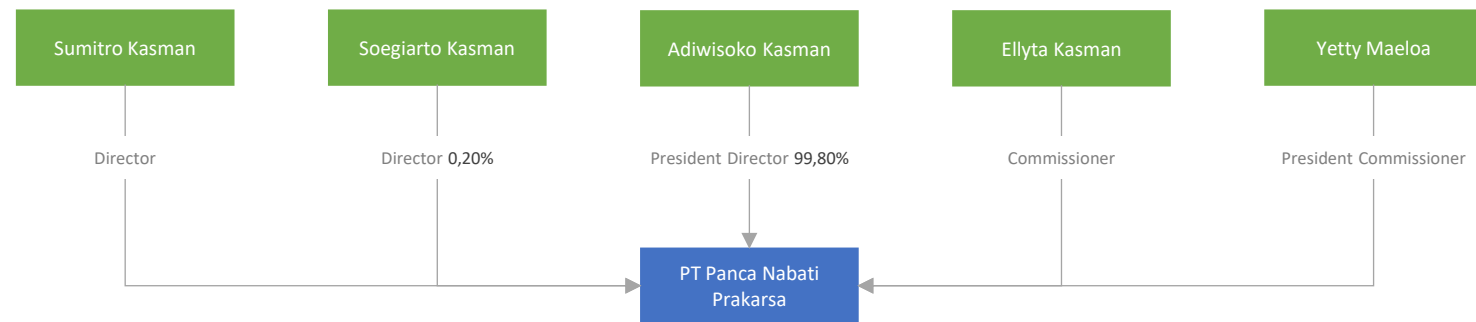 Sumitro Kasman
Soegiarto Kasman
Adiwisoko Kasman
Ellyta Kasman
Yetty Maeloa
Director
Director 0,20%
President Director 99,80%
Commissioner
President Commissioner
PT Panca Nabati
Prakarsa